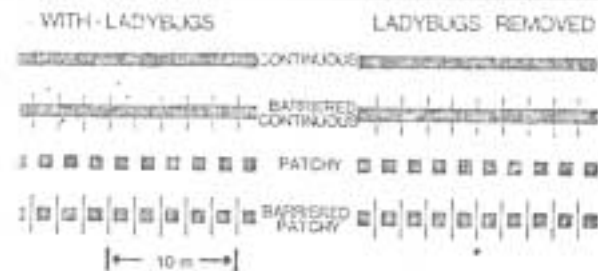 WITH-LADYBUGS
LADYBUGS REMOVED
CONTINUOUS
BARRIERED
CONTINUOUS
PATCHY
BARRIERED
PATCHY
10 m